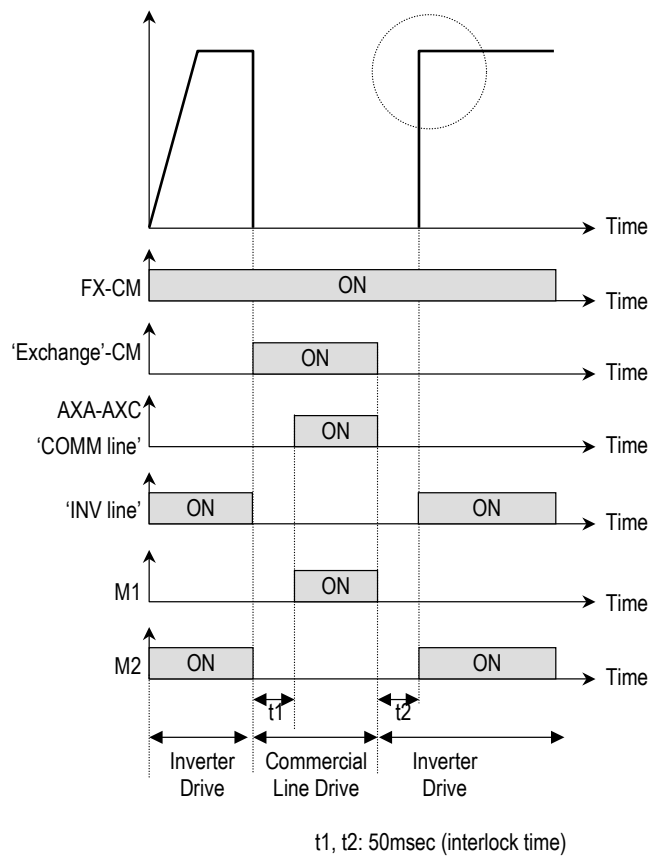 Time
FX-CM
ON
Time
‘Exchange’-CM
ON
Time
AXA-AXC
‘COMM line’
ON
Time
‘INV line’
ON
ON
Time
M1
ON
Time
M2
ON
ON
Time
t1
t2
Inverter
Drive
Commercial
Line Drive
Inverter
Drive
t1, t2: 50msec (interlock time)